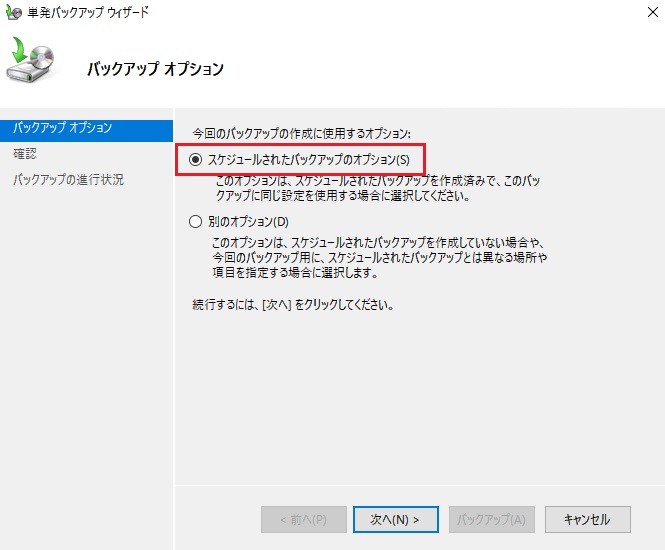 単発バックアップ ウィザード
バックアップ オプション
バックアップ オプション
確認
バックアップの進行状況
今回のバックアップの作成に使用するオプション:
スケジュールされたバックアップのオプション(S)
このオプションは、スケジュールされたバックアップを作成済みで、このバッ
クアップに同じ設定を使用する場合に選択してください。
別のオプション(D)
このオプションは、スケジュールされたバックアップを作成していない場合や、
今回のバックアップ用に、スケジュールされたバックアップとは異なる場所や
項目を指定する場合に選択します。
続行するには、[次へ] をクリックしてください。
< 前へ(P)
次へ(N) >
バックアップ(A)
キャンセル